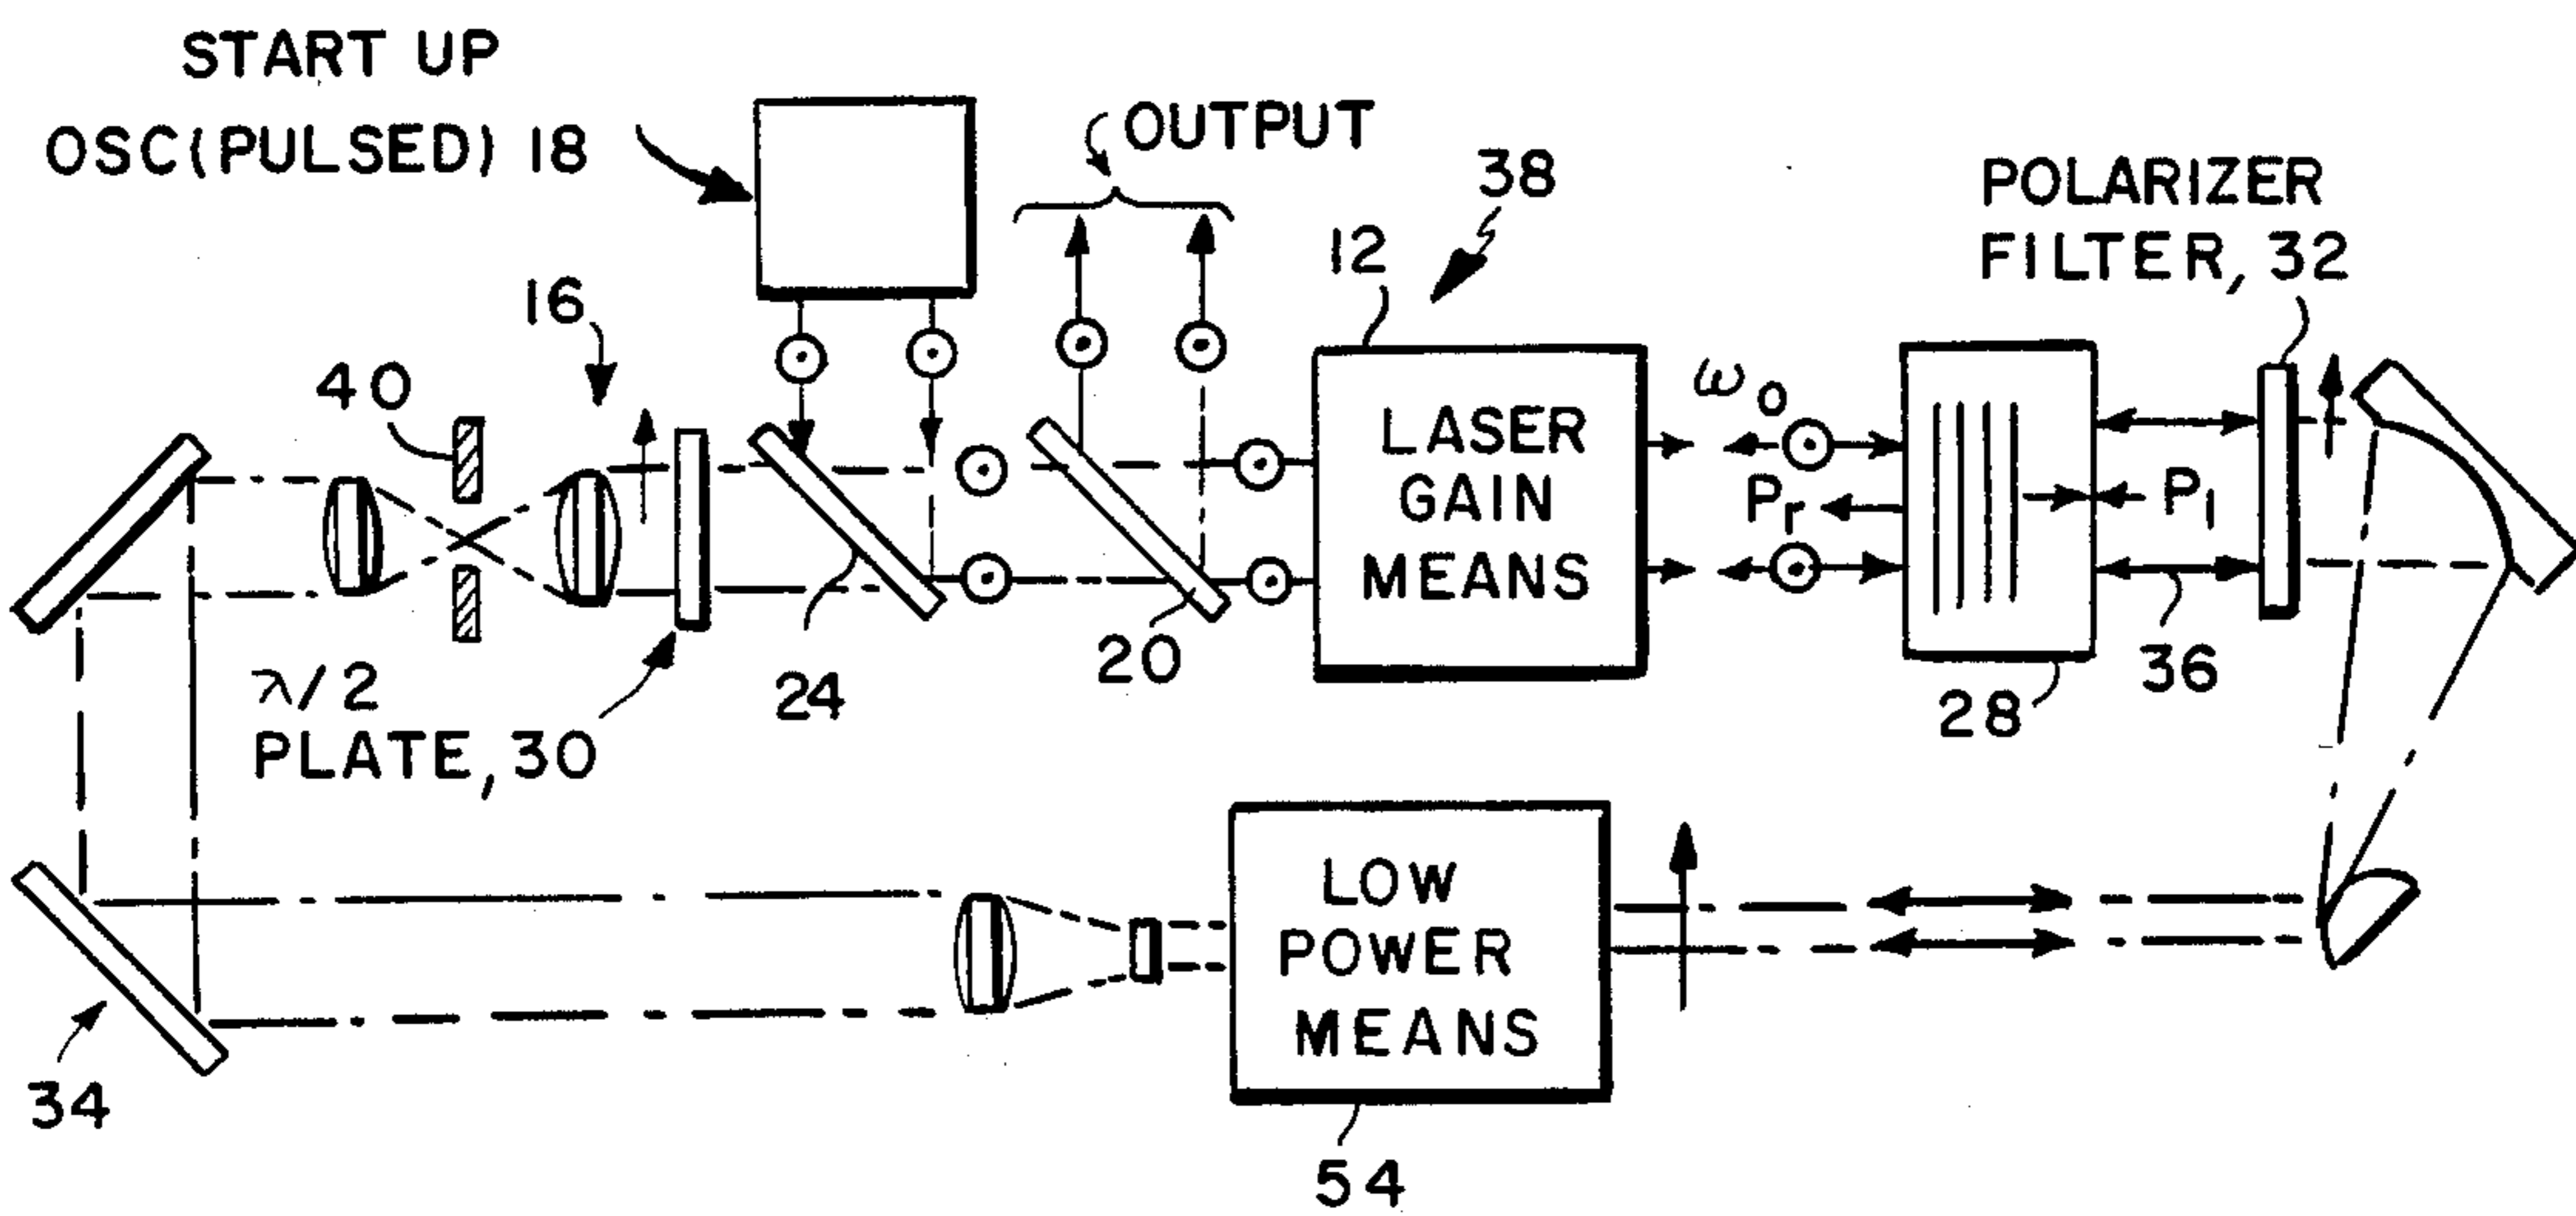 START UP
OSC(PULSED) 18
OUTPUT
38
12
POLARIZER
FILTER, 32
16
40
LASER
GAIN
MEANS
ω0
Pr
P1
λ/2
PLATE, 30
24
20
28
36
34
LOW
POWER
MEANS
54